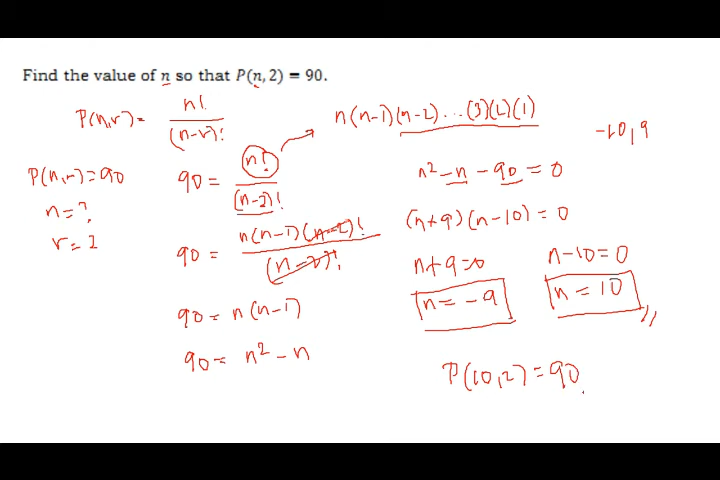 Find the value of n so that P(n, 2) = 90.
P(n,r) = n! / (n-r)!
P(n,r) = 90
n = ?
r = 2
90 = n! / (n-2)!
90 = n(n-1)(n-2)! / (n-2)!
90 = n(n-1)
90 = n² - n
n(n-1)(n-2)...(3)(2)(1)
-10, 9
n² - n - 90 = 0
(n+9)(n-10) = 0
n+9=0
n-10=0
n = -9
n = 10
P(10,2) = 90